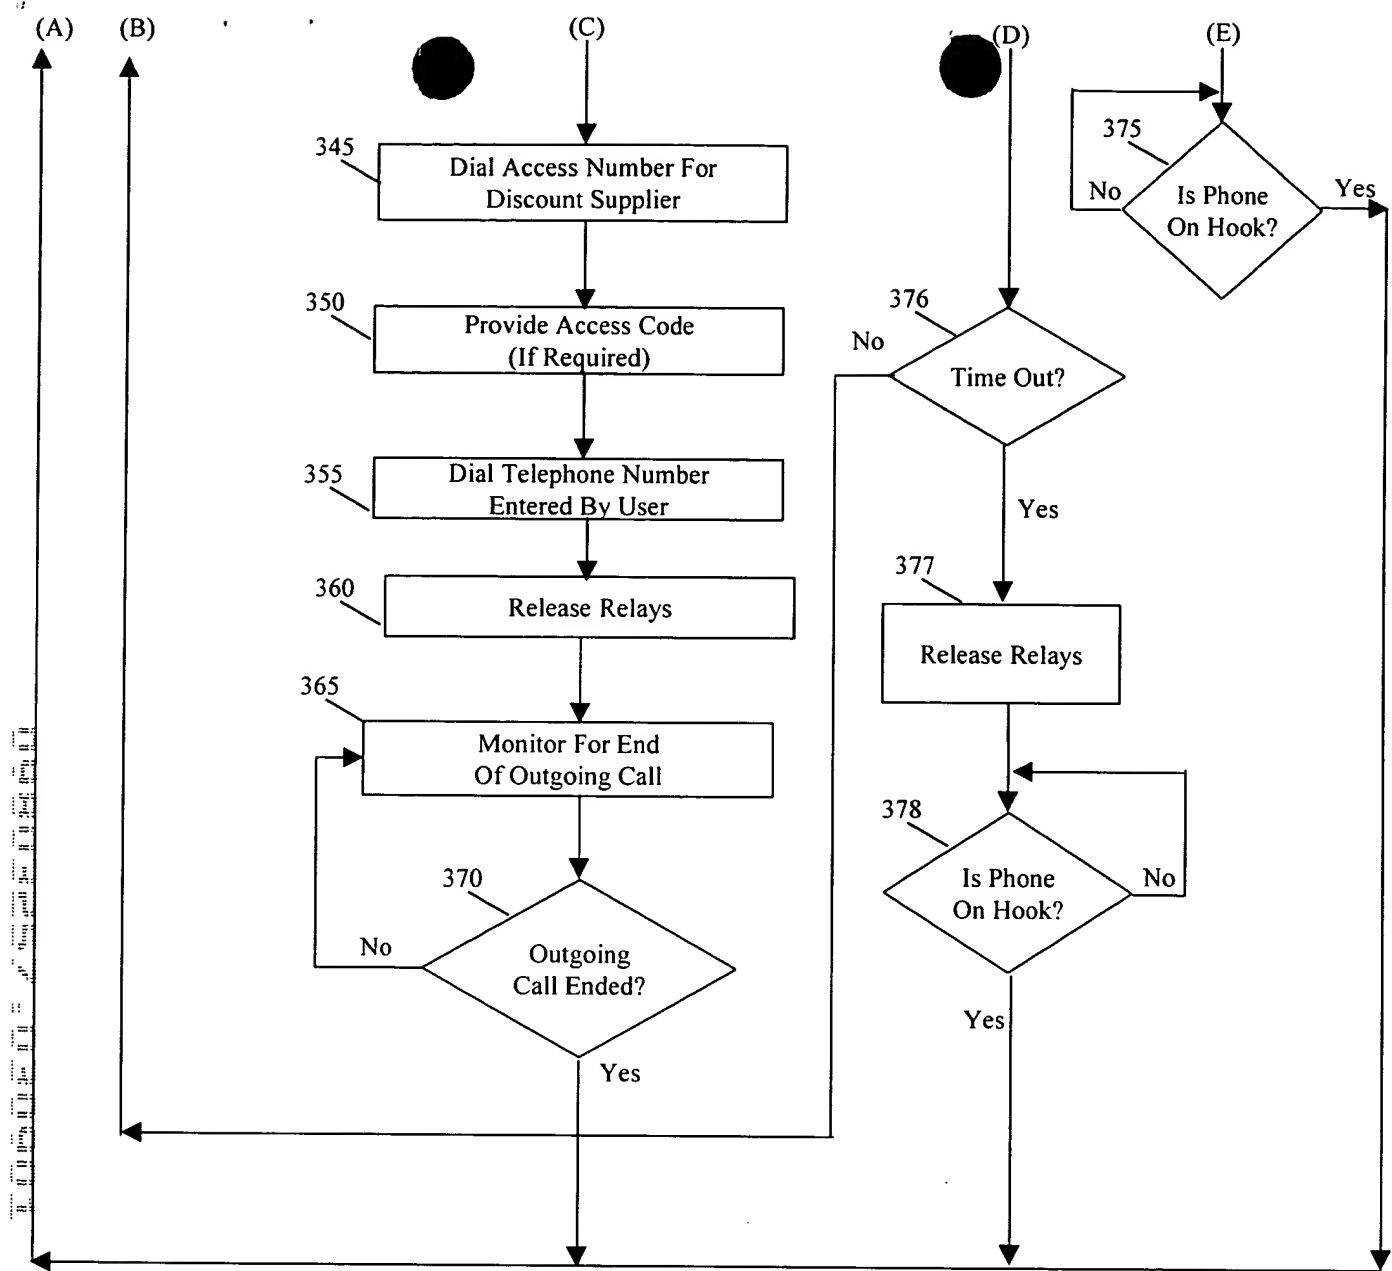 (A)
(B)
(C)
(D)
(E)
345
Dial Access Number For
Discount Supplier
375
No
Is Phone
On Hook?
Yes
350
Provide Access Code
(If Required)
376
No
Time Out?
Yes
355
Dial Telephone Number
Entered By User
360
Release Relays
377
Release Relays
365
Monitor For End
Of Outgoing Call
378
Is Phone
On Hook?
No
Yes
370
No
Outgoing
Call Ended?
Yes